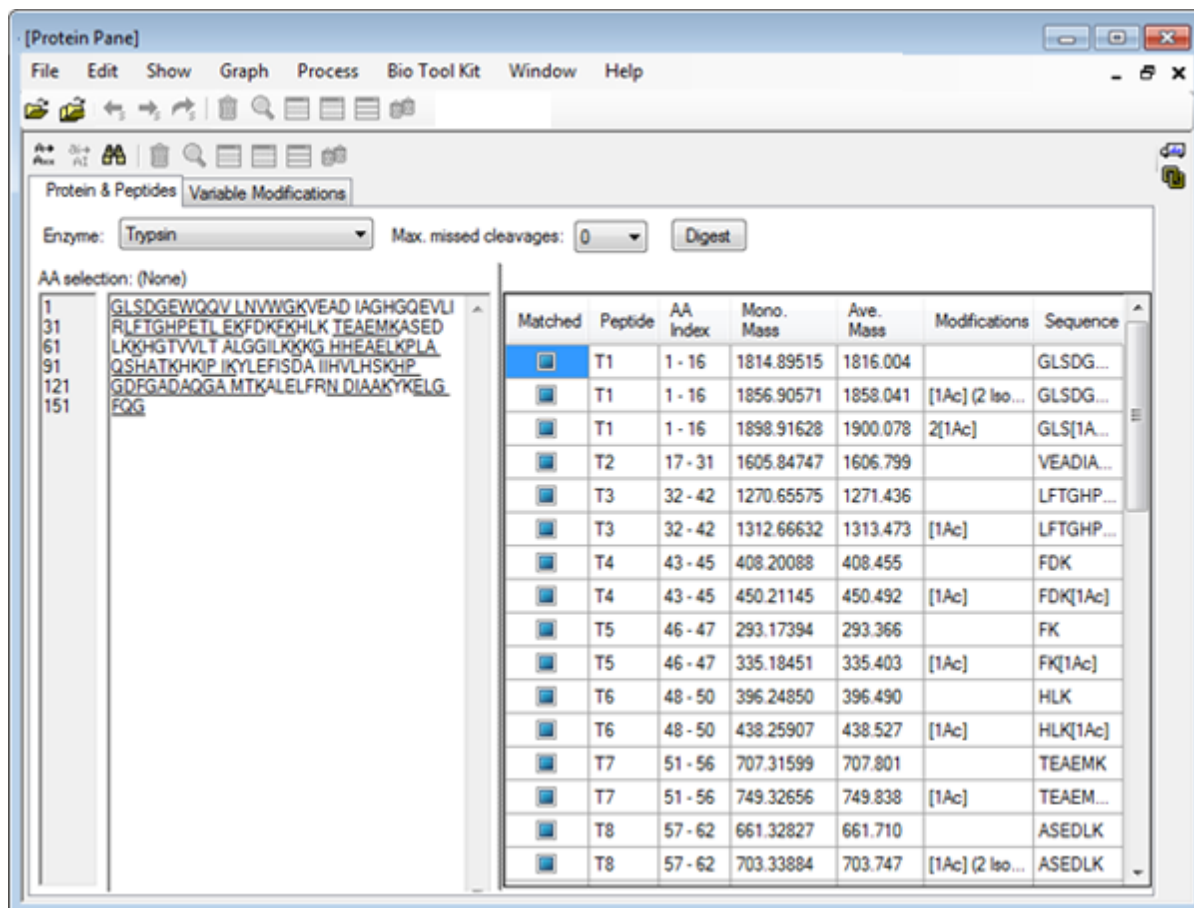 [Protein Pane]
File Edit Show Graph Process Bio Tool Kit Window Help
Protein & Peptides Variable Modifications
Enzyme: Trypsin Max. missed cleavages: 0 Digest
AA selection: (None)
1 GLSDGEWQQV LNVWGKVEAD IAGHGQEVLI
31 RLFTGHPETL EKFDKFKHLK TEAEMKASED
61 LKKHGTVVLT ALGGILKKKG HHEAELKPLA
91 QSHATKHKIP IKYLEFISDA IIHVLHSKHP
121 GDFGADAQGA MTKALELFRN DIAAKYKELG
151 FQG
Matched Peptide AA Index Mono. Mass Ave. Mass Modifications Sequence
T1 1 - 16 1814.89515 1816.004 GLSDG...
T1 1 - 16 1856.90571 1858.041 [1Ac] (2 Iso... GLSDG...
T1 1 - 16 1898.91628 1900.078 2[1Ac] GLS[1A...
T2 17 - 31 1605.84747 1606.799 VEADIA...
T3 32 - 42 1270.65575 1271.436 LFTGHP...
T3 32 - 42 1312.66632 1313.473 [1Ac] LFTGHP...
T4 43 - 45 408.20088 408.455 FDK
T4 43 - 45 450.21145 450.492 [1Ac] FDK[1Ac]
T5 46 - 47 293.17394 293.366 FK
T5 46 - 47 335.18451 335.403 [1Ac] FK[1Ac]
T6 48 - 50 396.24850 396.490 HLK
T6 48 - 50 438.25907 438.527 [1Ac] HLK[1Ac]
T7 51 - 56 707.31599 707.801 TEAEMK
T7 51 - 56 749.32656 749.838 [1Ac] TEAEM...
T8 57 - 62 661.32827 661.710 ASEDLK
T8 57 - 62 703.33884 703.747 [1Ac] (2 Iso... ASEDLK